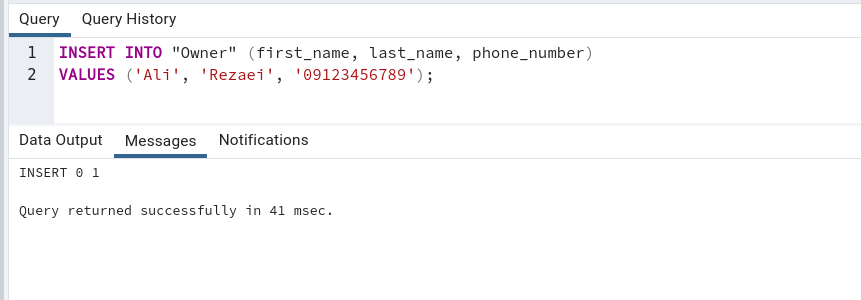 Query Query History
1 INSERT INTO "Owner" (first_name, last_name, phone_number)
2 VALUES ('Ali', 'Rezaei', '09123456789');
Data Output Messages Notifications
INSERT 0 1
Query returned successfully in 41 msec.